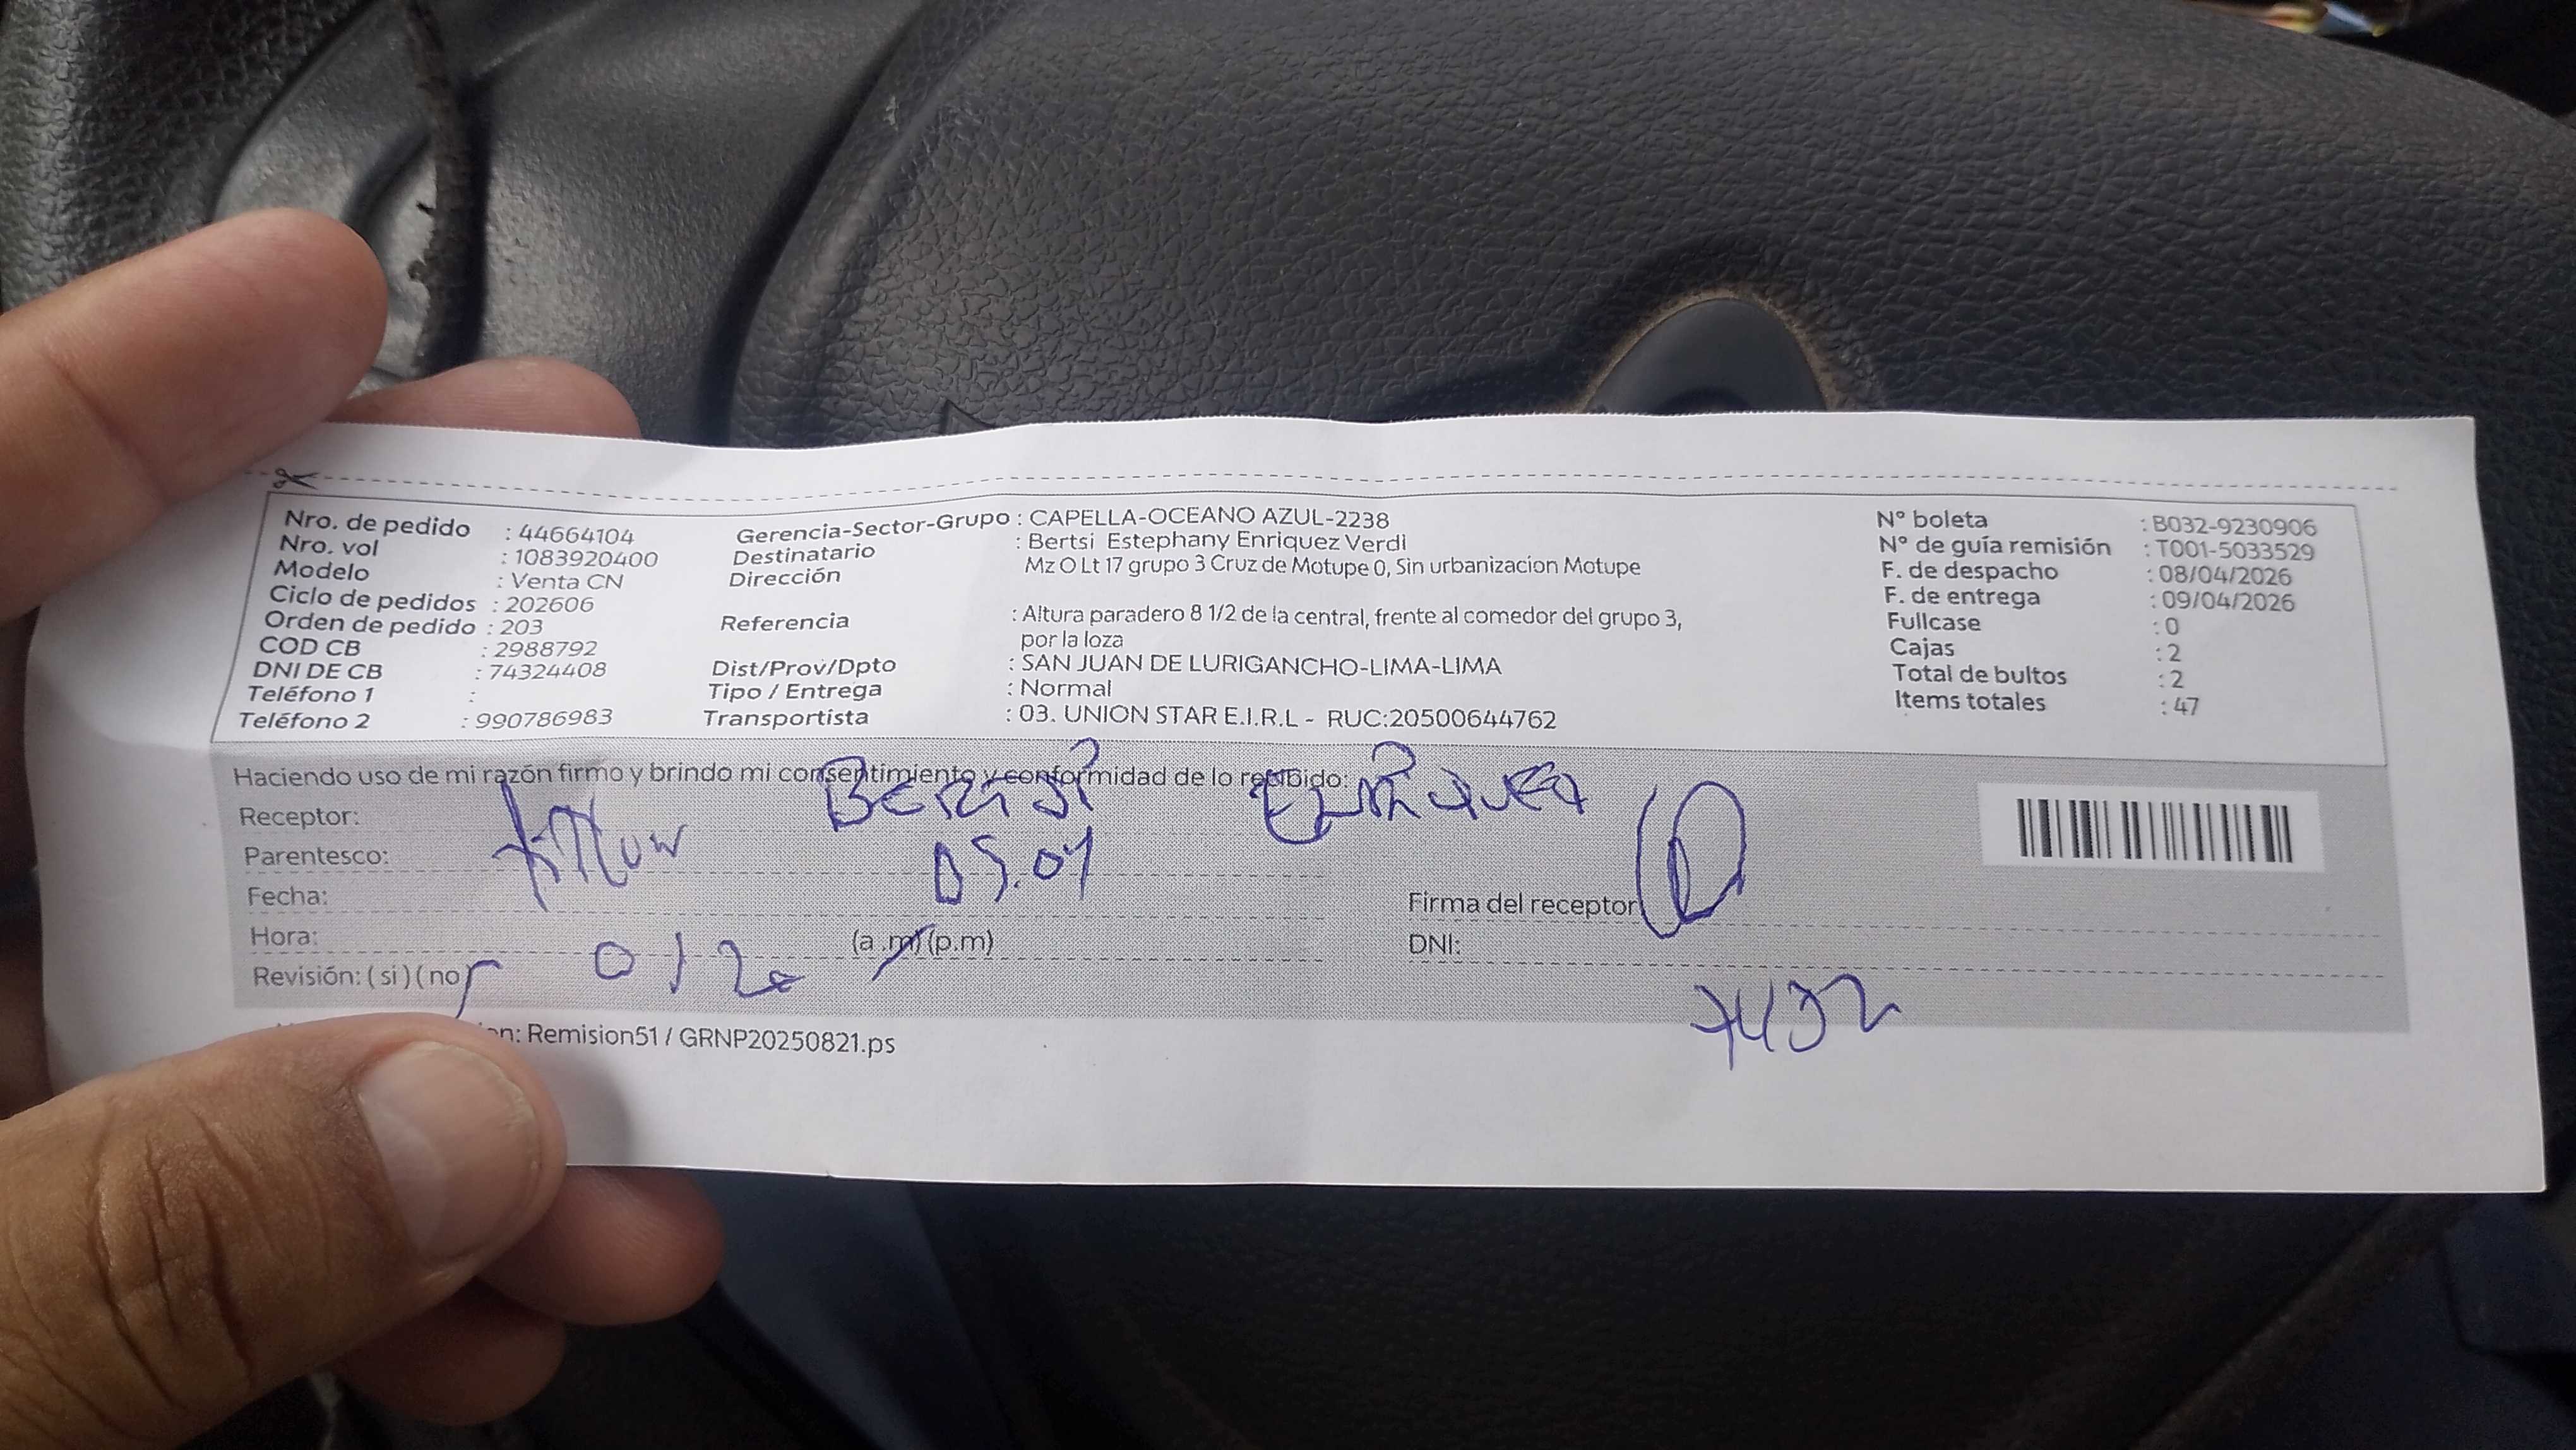 Nro. de pedido : 44664104
Nro. vol : 1083920400
Modelo : Venta CN
Ciclo de pedidos : 202606
Orden de pedido : 203
COD CB : 2988792
DNI DE CB : 74324408
Teléfono 1 :
Teléfono 2 : 990786983
Gerencia-Sector-Grupo : CAPELLA-OCEANO AZUL-2238
Destinatario : Bertsi Estephany Enriquez Verdi
Dirección Mz O Lt 17 grupo 3 Cruz de Motupe 0, Sin urbanizacion Motupe
Referencia : Altura paradero 8 1/2 de la central, frente al comedor del grupo 3,
por la loza
Dist/Prov/Dpto : SAN JUAN DE LURIGANCHO-LIMA-LIMA
Tipo / Entrega : Normal
Transportista : 03. UNION STAR E.I.R.L - RUC:20500644762
N° boleta : B032-9230906
N° de guía remisión : T001-5033529
F. de despacho : 08/04/2026
F. de entrega : 09/04/2026
Fullcase : 0
Cajas : 2
Total de bultos : 2
Items totales : 47
Haciendo uso de mi razón firmo y brindo mi consentimiento y conformidad de lo recibido:
Receptor:
Parentesco:
Fecha:
Firma del receptor
Hora: (a.m) (p.m)
DNI: 7432
Revisión: ( si ) ( no
: Remision51 / GRNP20250821.ps